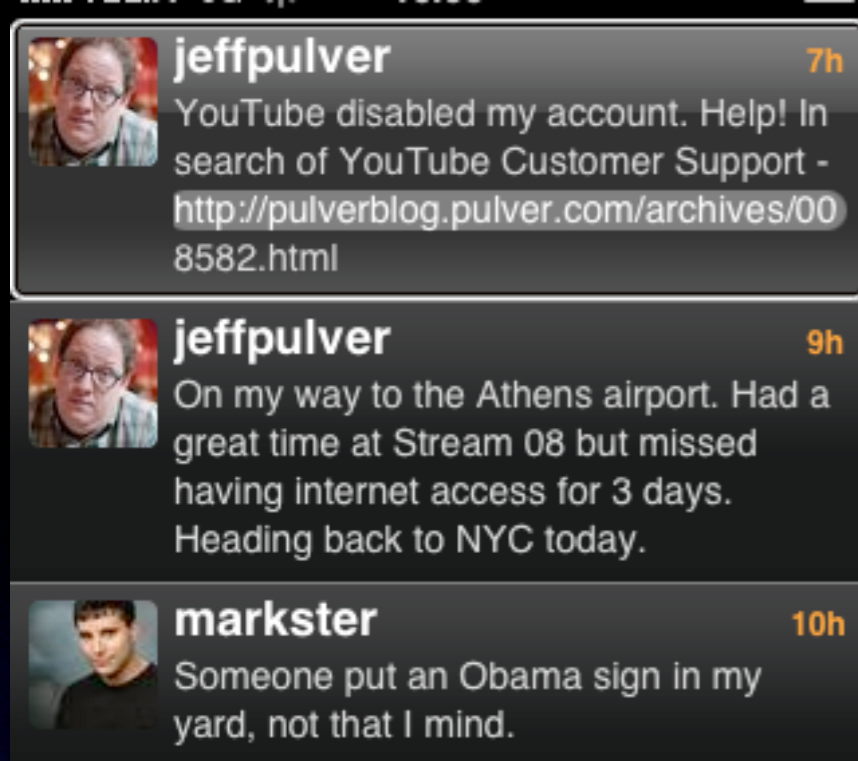 jeffpulver 7h
YouTube disabled my account. Help! In
search of YouTube Customer Support -
http://pulverblog.pulver.com/archives/00
8582.html
jeffpulver 9h
On my way to the Athens airport. Had a
great time at Stream 08 but missed
having internet access for 3 days.
Heading back to NYC today.
markster 10h
Someone put an Obama sign in my
yard, not that I mind.